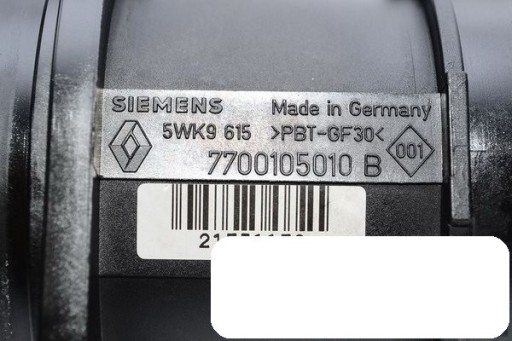 SIEMENS Made in Germany
5WK9 615 >PBT-GF30< 001
7700105010 B